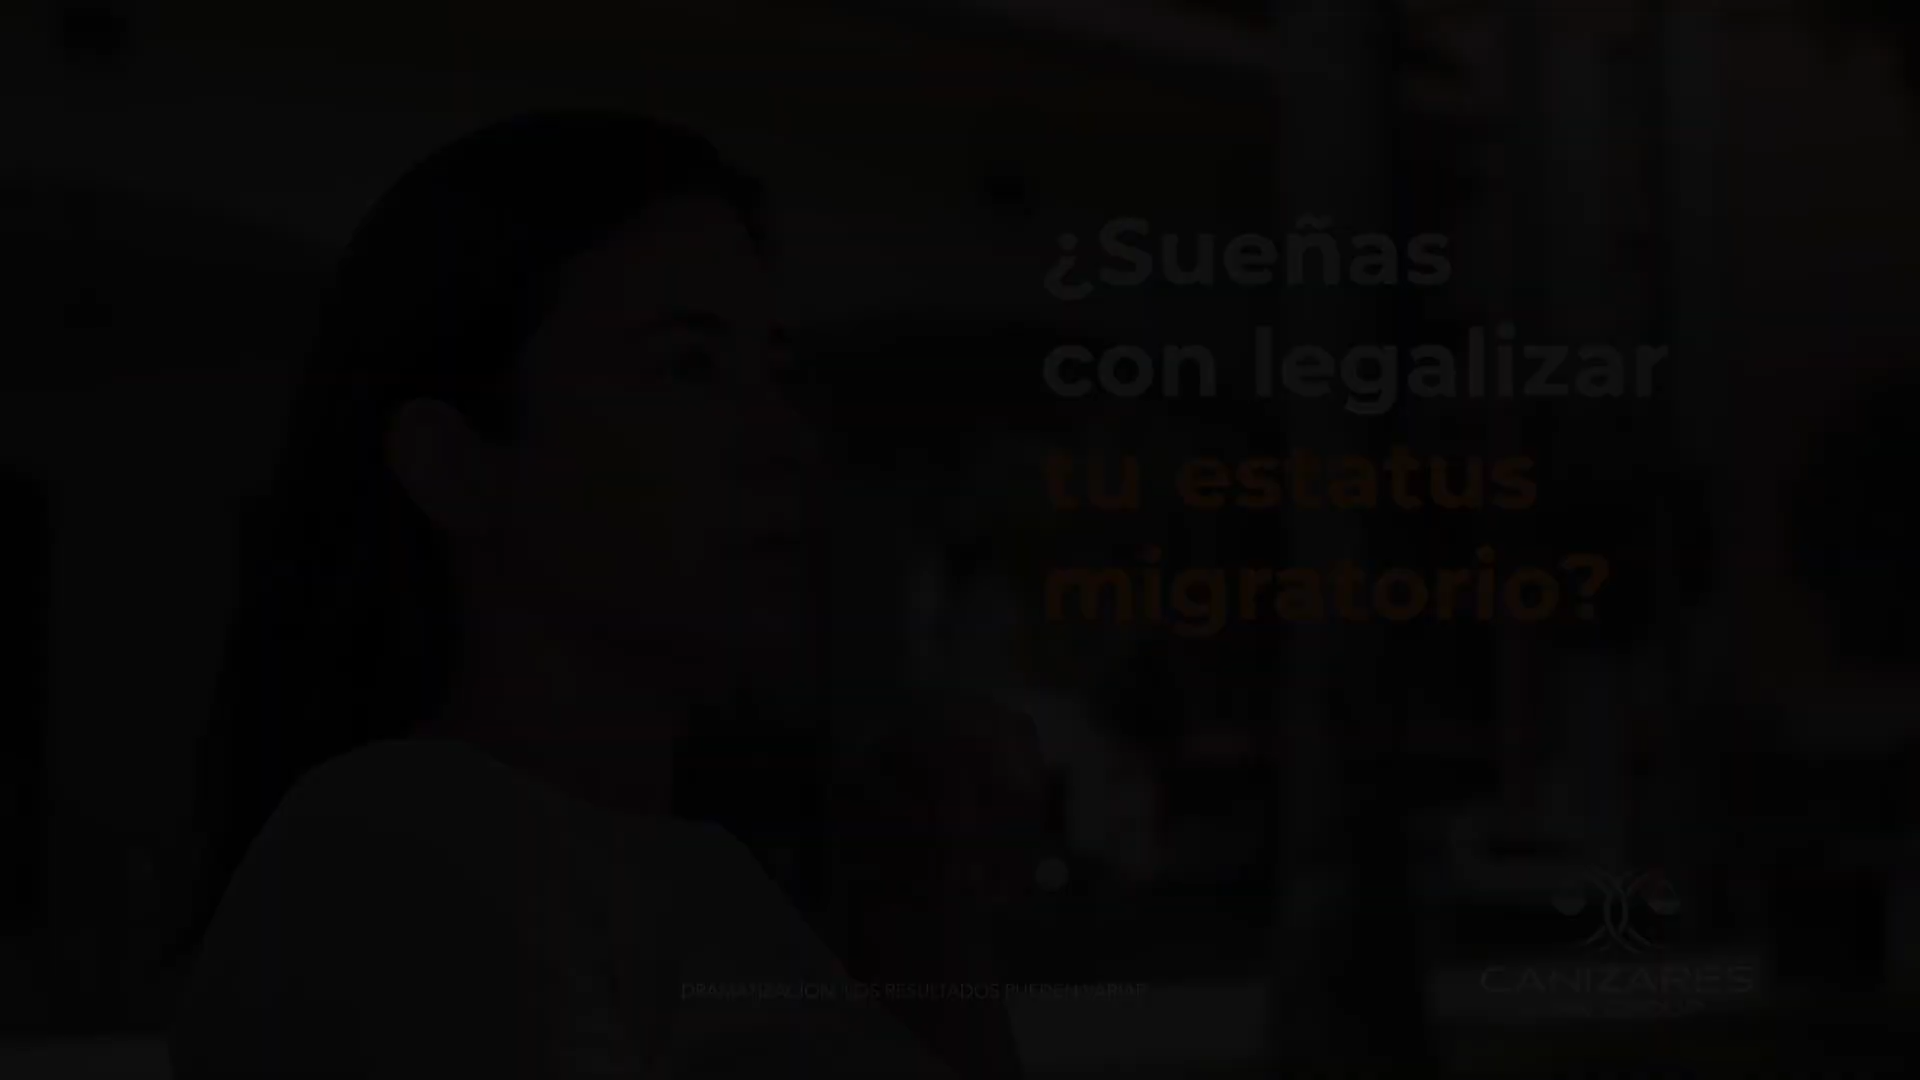 ¿Sueñas
con legalizar
tu estatus
migratorio?
DRAMATIZACIÓN. LOS RESULTADOS PUEDEN VARIAR
CANIZARES